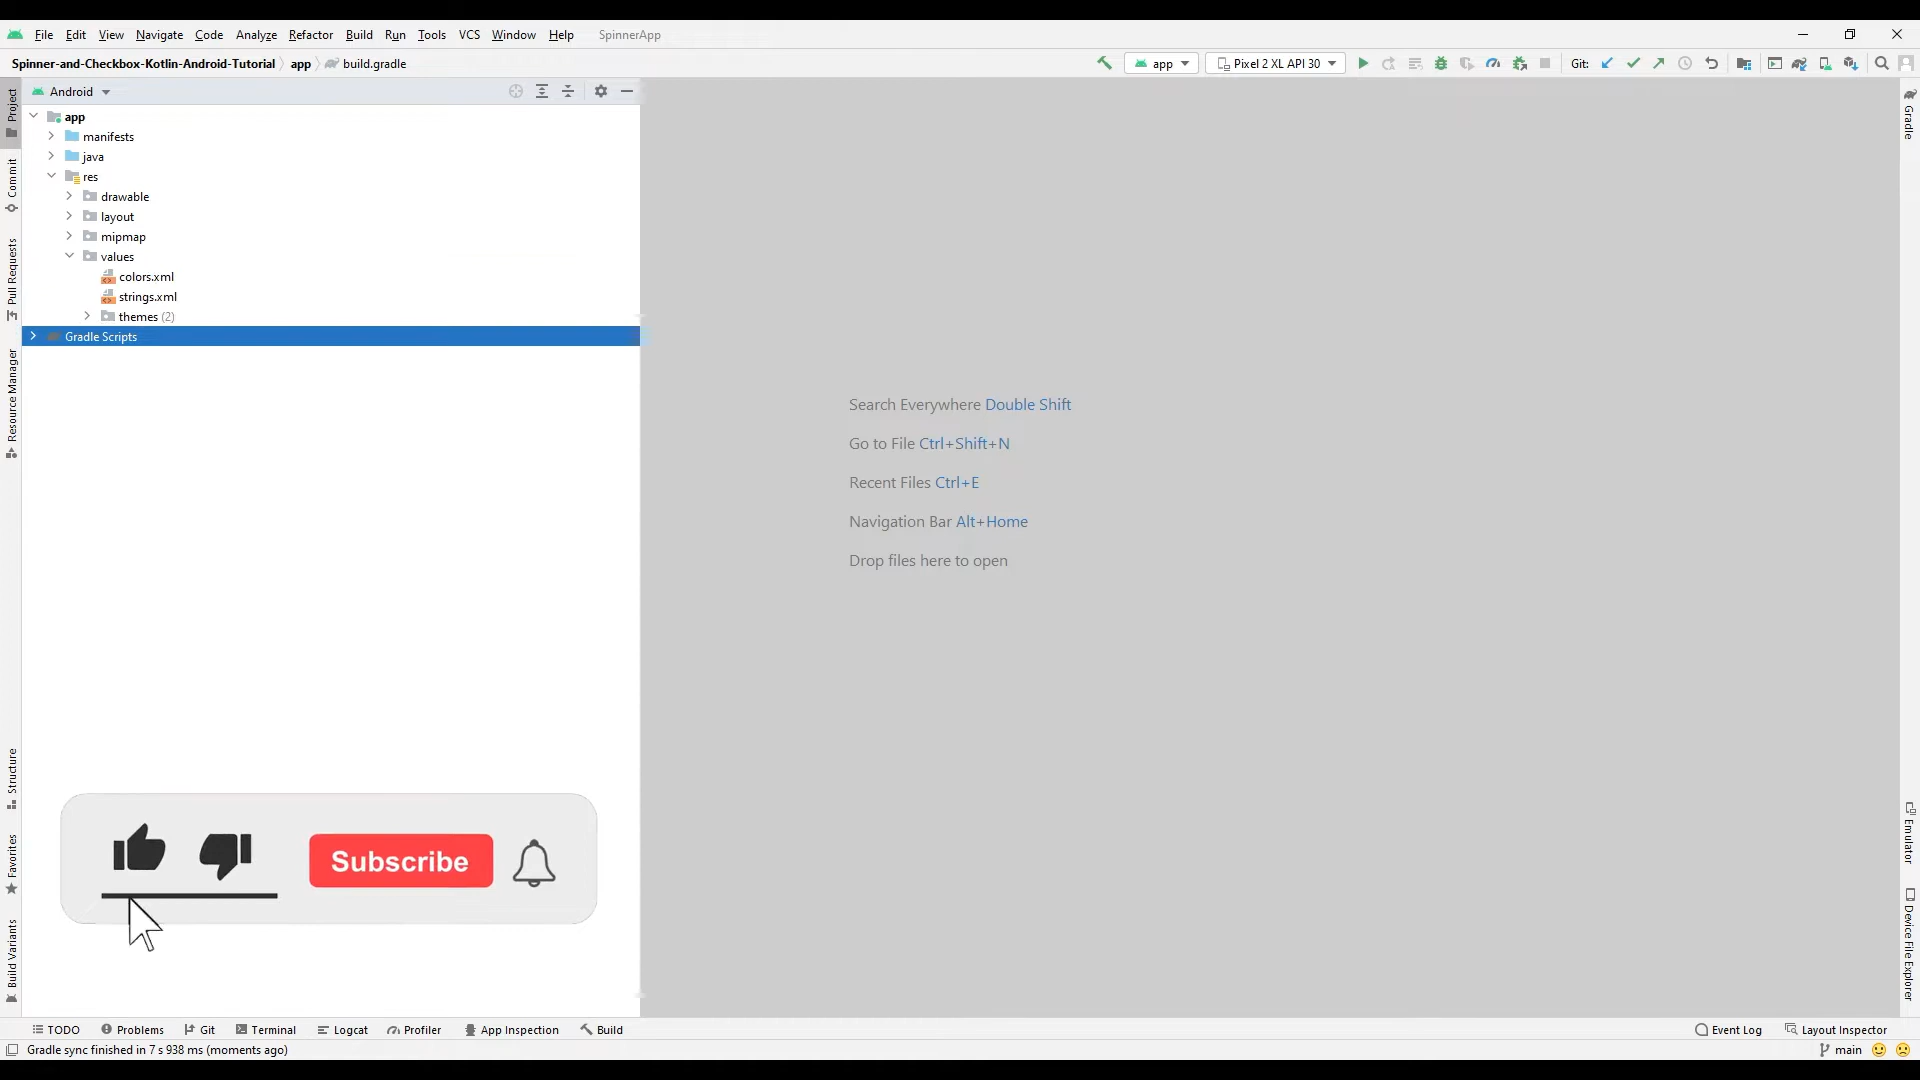 File Edit View Navigate Code Analyze Refactor Build Run Tools VCS Window Help SpinnerApp
Spinner-and-Checkbox-Kotlin-Android-Tutorial app build.gradle app Pixel 2 XL API 30 Git:
Android
app
manifests
java
res
drawable
layout
mipmap
values
colors.xml
strings.xml
themes (2)
Gradle Scripts
Project
Commit
Pull Requests
Resource Manager
Structure
Favorites
Build Variants
Search Everywhere Double Shift
Go to File Ctrl+Shift+N
Recent Files Ctrl+E
Navigation Bar Alt+Home
Drop files here to open
Subscribe
Gradle
Emulator
Device File Explorer
TODO Problems Git Terminal Logcat Profiler App Inspection Build Event Log Layout Inspector
Gradle sync finished in 7 s 938 ms (moments ago) main